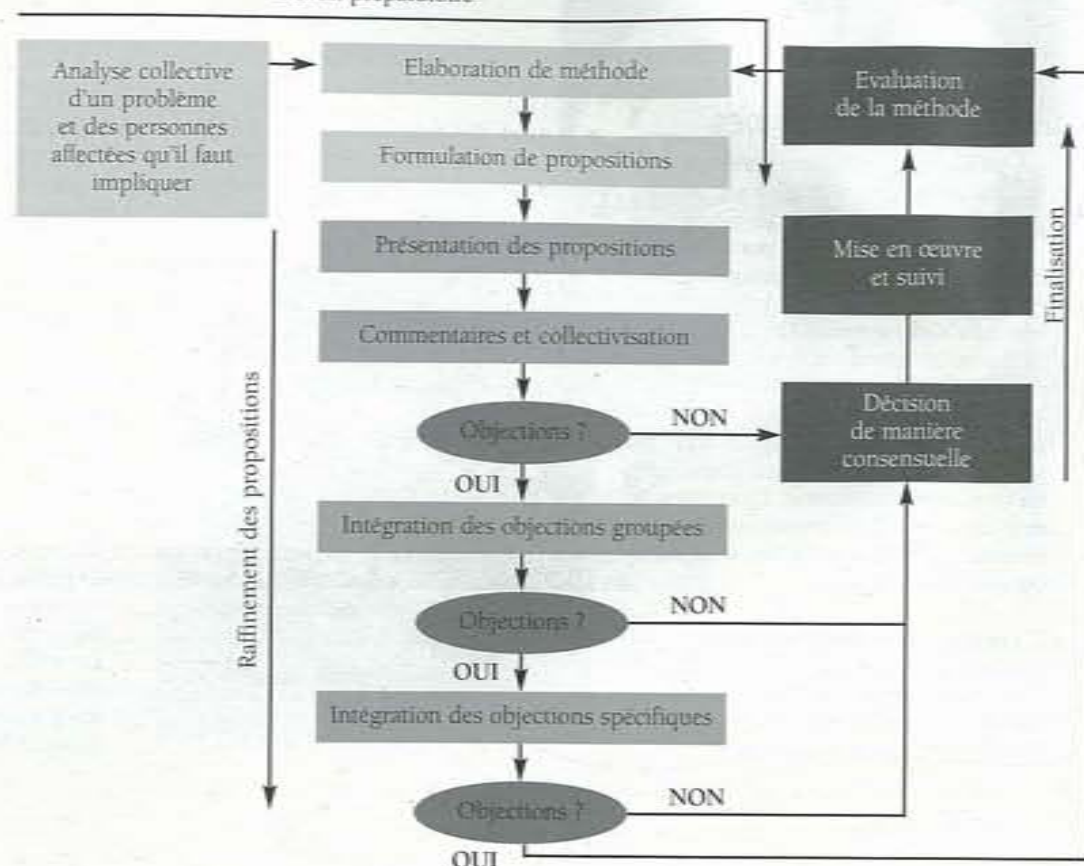 Analyse collective
d'un problème
et des personnes
affectées qu'il faut
impliquer
Elaboration de méthode
Formulation de propositions
Présentation des propositions
Commentaires et collectivisation
Objections ?
NON
OUI
Intégration des objections groupées
Objections ?
NON
OUI
Intégration des objections spécifiques
Objections ?
NON
OUI
Evaluation
de la méthode
Mise en œuvre
et suivi
Décision
de manière
consensuelle
Raffinement des propositions
Finalisation